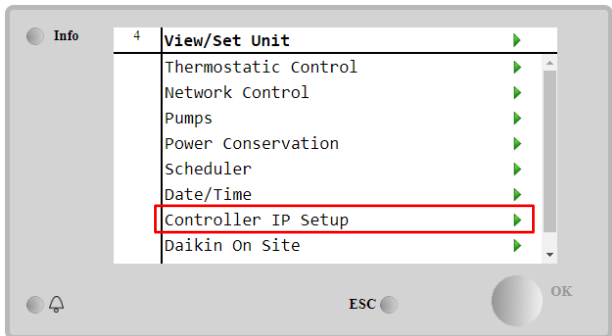 Info
4 View/Set Unit
Thermostatic Control
Network Control
Pumps
Power Conservation
Scheduler
Date/Time
Controller IP Setup
Daikin On Site
ESC
OK